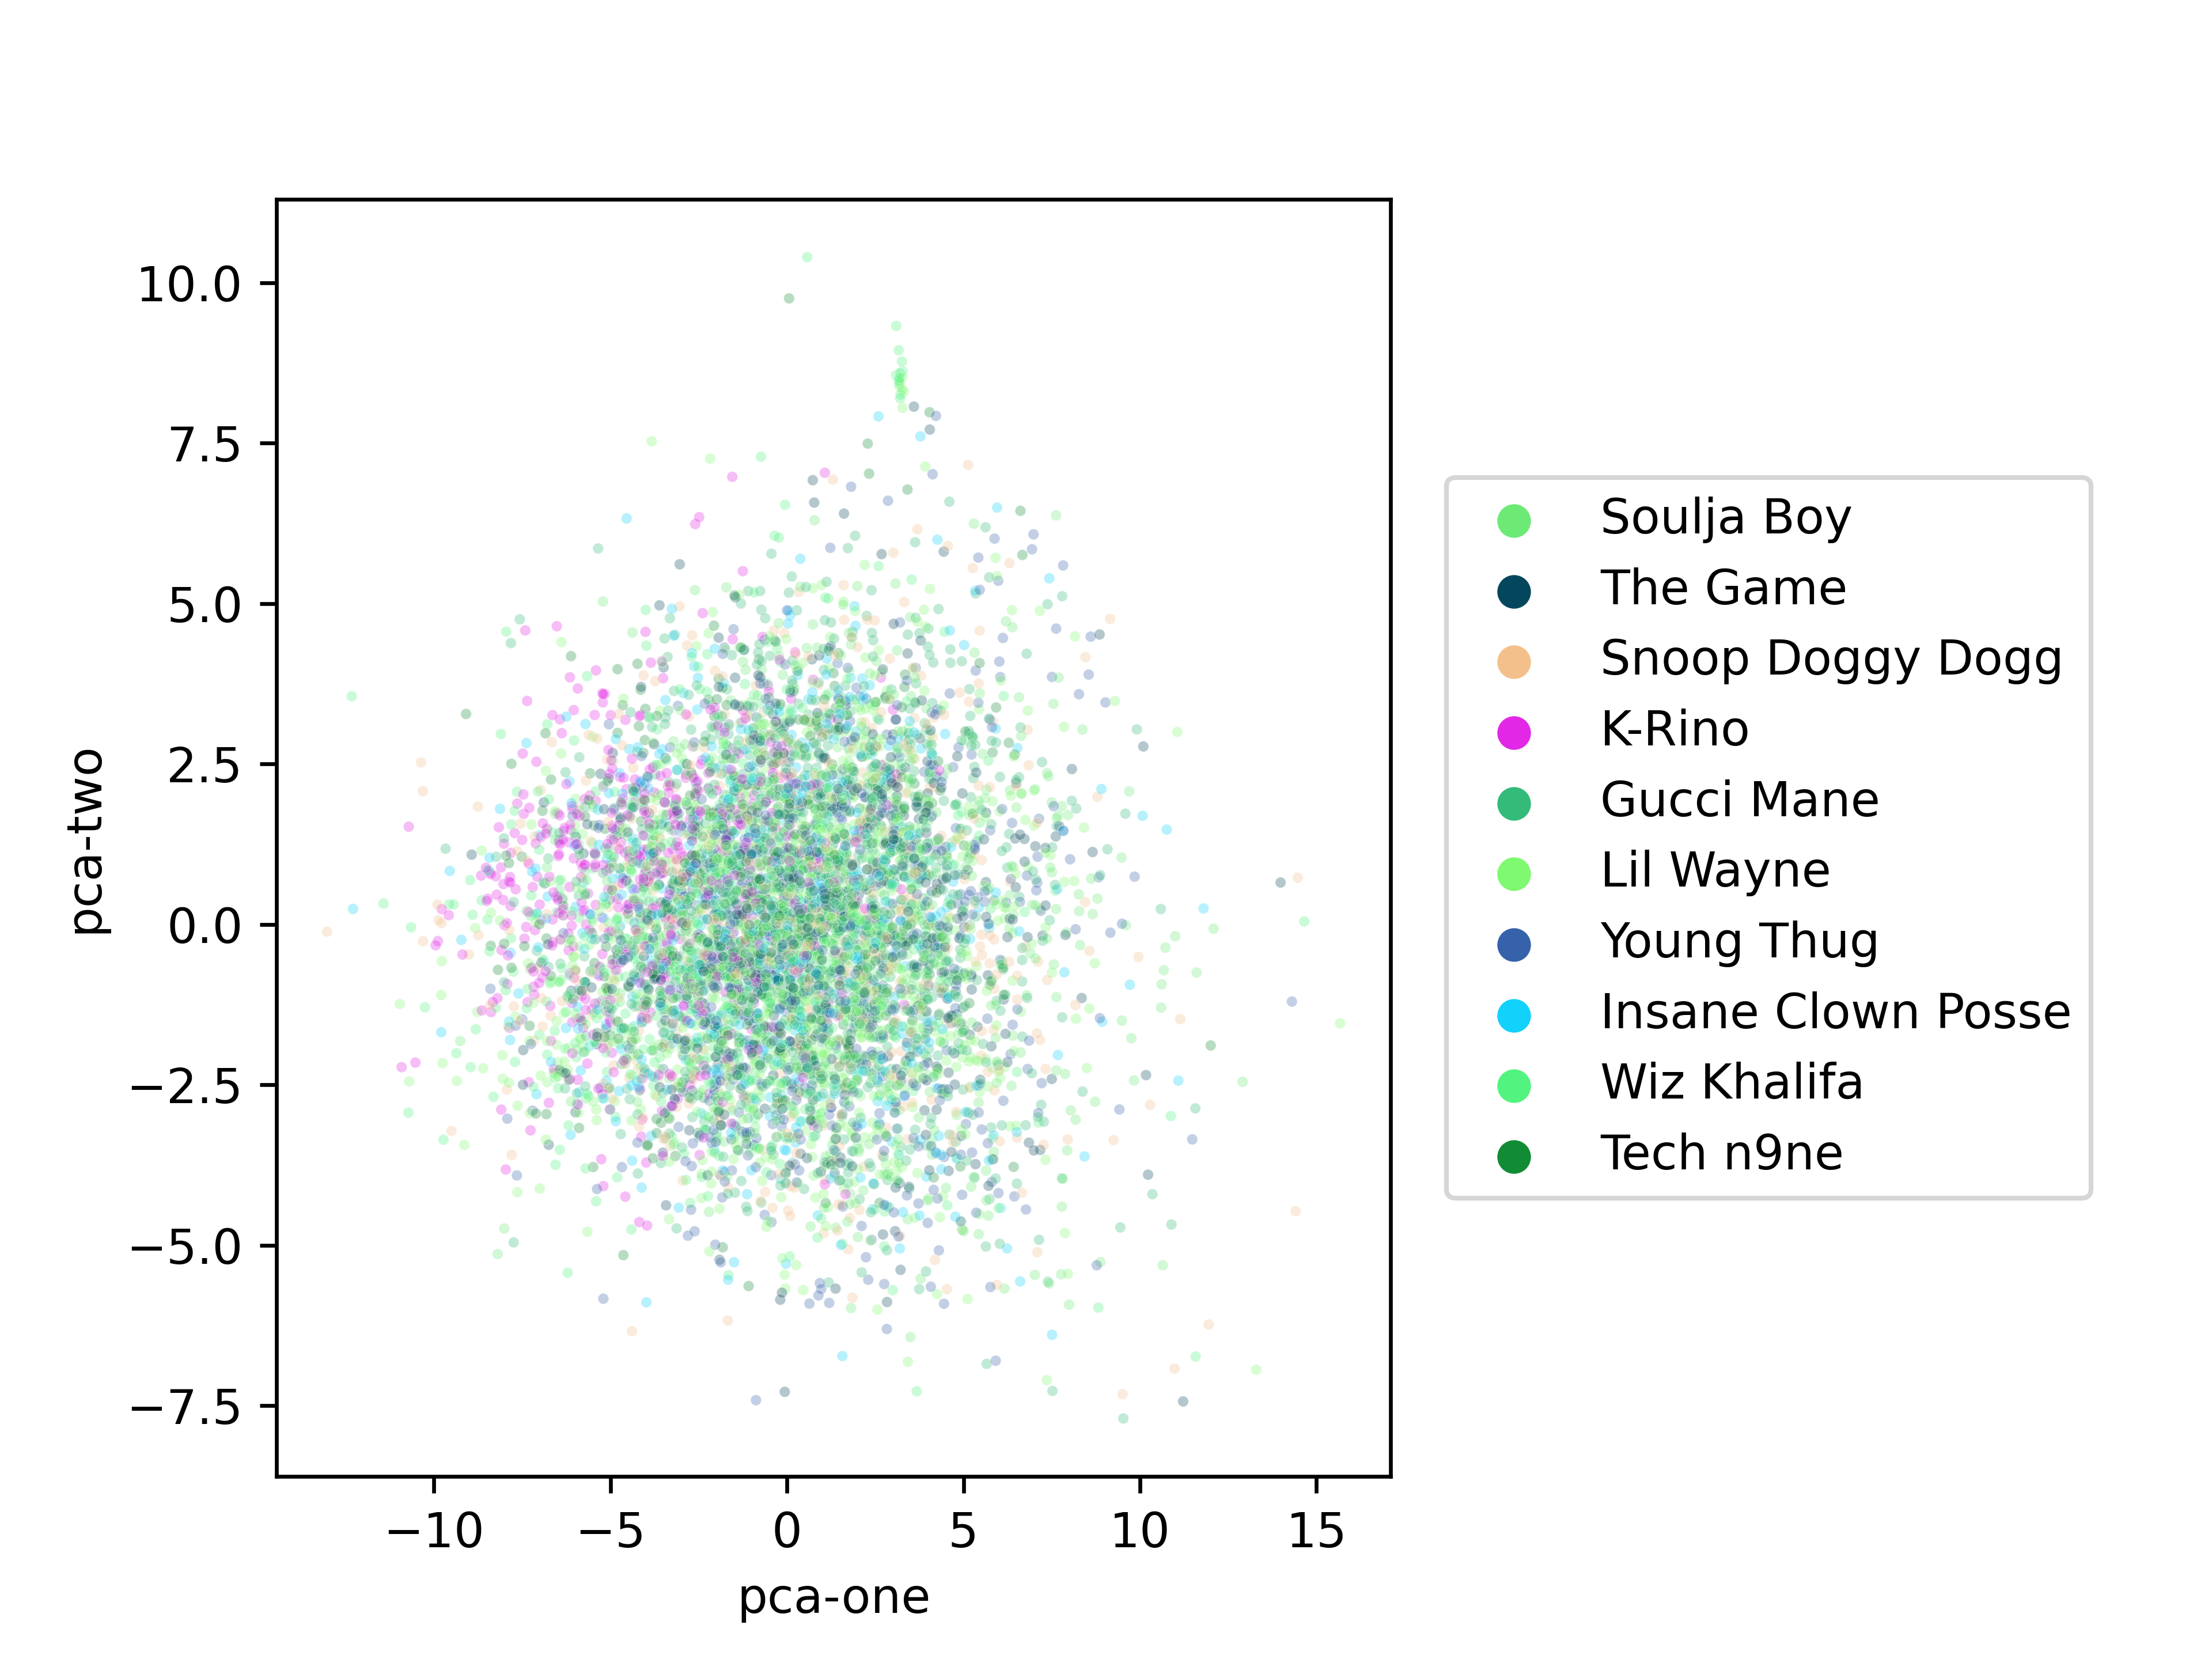 10.0
7.5
5.0
2.5
0.0
−2.5
−5.0
−7.5
pca-two
−10 −5 0 5 10 15
pca-one
Soulja Boy
The Game
Snoop Doggy Dogg
K-Rino
Gucci Mane
Lil Wayne
Young Thug
Insane Clown Posse
Wiz Khalifa
Tech n9ne